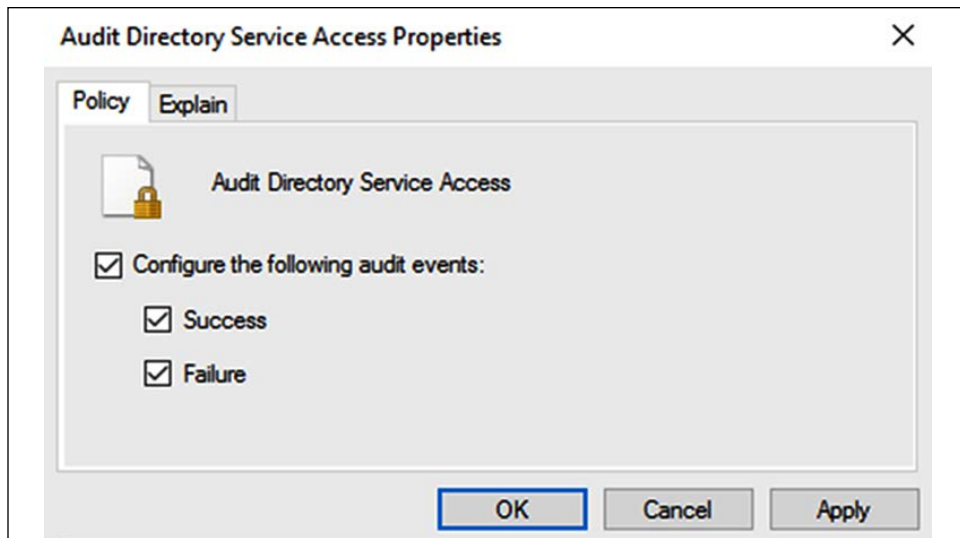 Audit Directory Service Access Properties
Policy
Explain
Audit Directory Service Access
Configure the following audit events:
Success
Failure
OK
Cancel
Apply